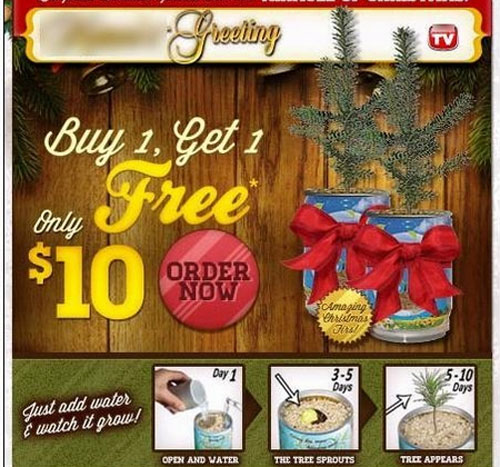 Greeting
TV
Buy 1, Get 1
Free*
Only
$10
ORDER
NOW
Amazing
Christmas
Firs!
Just add water
& watch it grow!
Day 1
OPEN AND WATER
3-5
Days
THE TREE SPROUTS
5-10
Days
TREE APPEARS